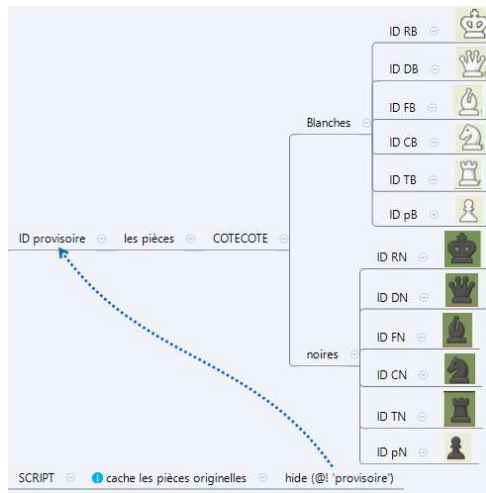 ID RB
ID DB
ID FB
Blanches
ID CB
ID TB
ID pB
ID provisoire les pièces COTECOTE
ID RN
ID DN
ID FN
noires
ID CN
ID TN
ID pN
SCRIPT cache les pièces originelles hide (@! 'provisoire')